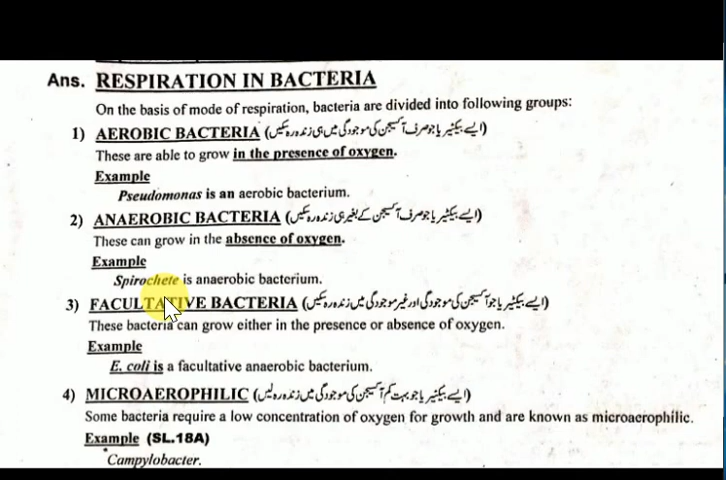 Ans. RESPIRATION IN BACTERIA
On the basis of mode of respiration, bacteria are divided into following groups:
1) AEROBIC BACTERIA (ایسے بیکٹیریا جو صرف آکسیجن کی موجودگی میں ہی زندہ رہ سکیں)
These are able to grow in the presence of oxygen.
Example
Pseudomonas is an aerobic bacterium.
2) ANAEROBIC BACTERIA (ایسے بیکٹیریا جو صرف آکسیجن کے بغیر ہی زندہ رہ سکیں)
These can grow in the absence of oxygen.
Example
Spirochete is anaerobic bacterium.
3) FACULTATIVE BACTERIA (ایسے بیکٹیریا جو آکسیجن کی موجودگی اور غیر موجودگی میں زندہ رہ سکیں)
These bacteria can grow either in the presence or absence of oxygen.
Example
E. coli is a facultative anaerobic bacterium.
4) MICROAEROPHILIC (ایسے بیکٹیریا جو بہت کم آکسیجن کی موجودگی میں زندہ رہ لیں)
Some bacteria require a low concentration of oxygen for growth and are known as microaerophilic.
Example (SL.18A)
Campylobacter.